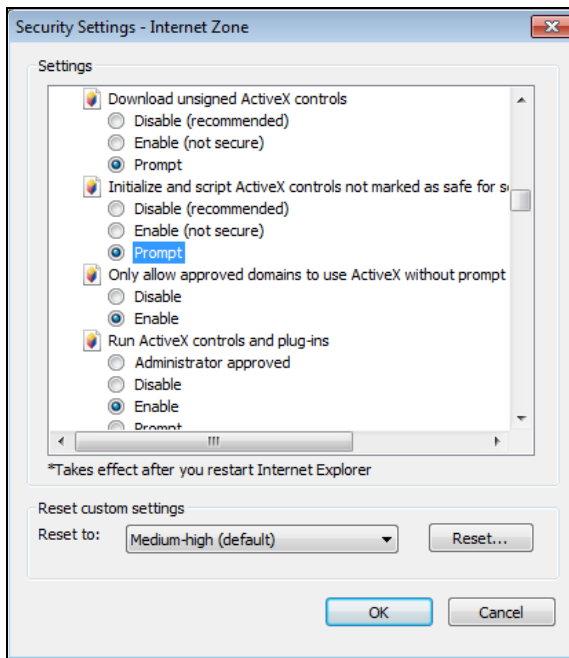 Security Settings - Internet Zone
Settings
Download unsigned ActiveX controls
Disable (recommended)
Enable (not secure)
Prompt
Initialize and script ActiveX controls not marked as safe for
Disable (recommended)
Enable (not secure)
Prompt
Only allow approved domains to use ActiveX without prompt
Disable
Enable
Run ActiveX controls and plug-ins
Administrator approved
Disable
Enable
Prompt
*Takes effect after you restart Internet Explorer
Reset custom settings
Reset to:
Medium-high (default)
Reset...
OK
Cancel